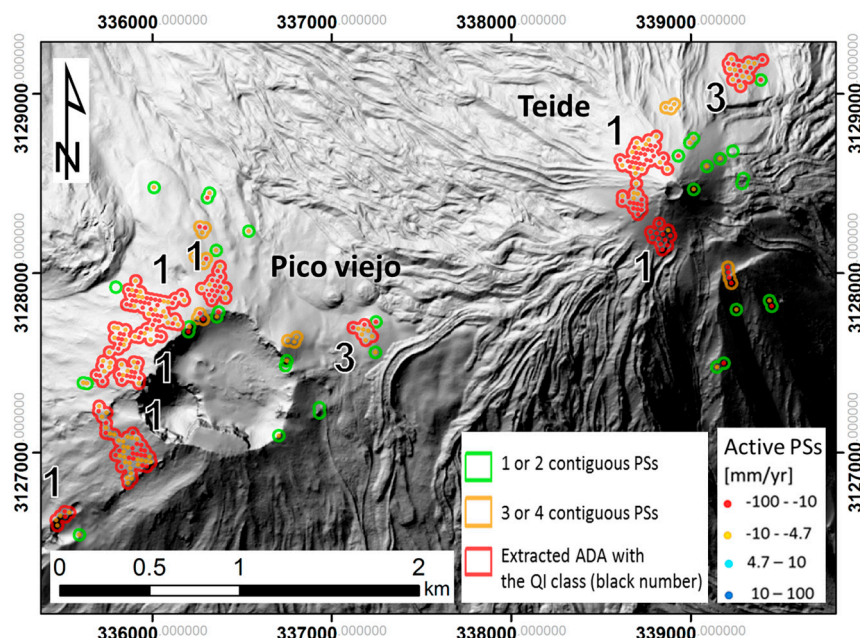 336000.000000 337000.000000 338000.000000 339000.000000
3129000.000000
3129000.000000
N
Teide
3
1
1
1
Pico viejo
1
3128000.000000
3128000.000000
3
1
1
1
3127000.000000
3127000.000000
1 or 2 contiguous PSs
3 or 4 contiguous PSs
Extracted ADA with
the QI class (black number)
Active PSs
[mm/yr]
-100 - -10
-10 - -4.7
4.7 – 10
10 – 100
0 0.5 1 2
km
336000.000000 337000.000000 338000.000000 339000.000000